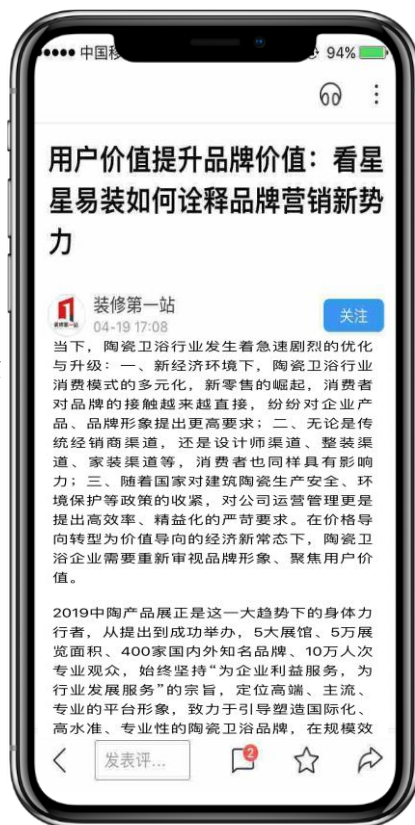 中国移
94%
用户价值提升品牌价值：看星
星易装如何诠释品牌营销新势
力
装修第一站
装修第一站
04-19 17:08
关注
当下，陶瓷卫浴行业发生着急速剧烈的优化
与升级：一、新经济环境下，陶瓷卫浴行业
消费模式的多元化，新零售的崛起，消费者
对品牌的接触越来越直接，纷纷对企业产
品、品牌形象提出更高要求；二、无论是传
统经销商渠道，还是设计师渠道、整装渠
道、家装渠道等，消费者也同样具有影响
力；三、随着国家对建筑陶瓷生产安全、环
境保护等政策的收紧，对公司运营管理更是
提出高效率、精益化的严苛要求。在价格导
向转型为价值导向的经济新常态下，陶瓷卫
浴企业需要重新审视品牌形象、聚焦用户价
值。
2019中陶产品展正是这一大趋势下的身体力
行者，从提出到成功举办，5大展馆、5万展
览面积、400家国内外知名品牌、10万人次
专业观众，始终坚持“为企业利益服务，为
行业发展服务”的宗旨，定位高端、主流、
专业的平台形象，致力于引导塑造国际化、
高水准、专业性的陶瓷卫浴品牌，在规模效
发表评...
2